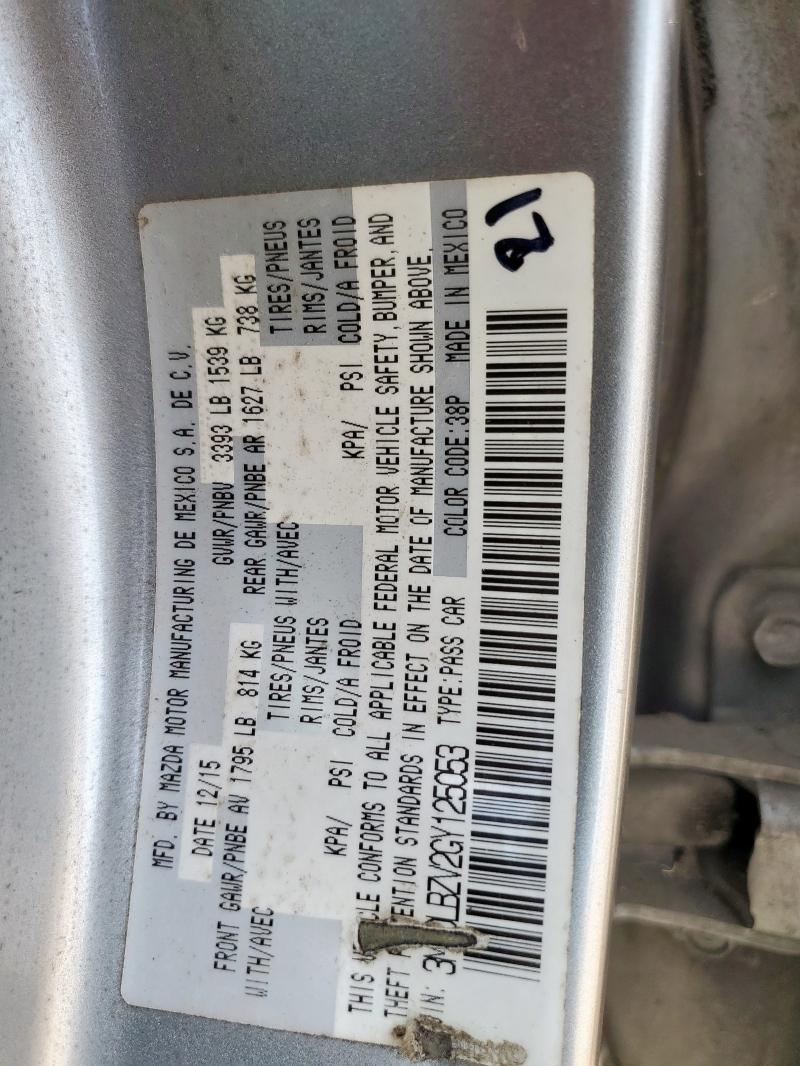 MFD. BY MAZDA MOTOR MANUFACTURING DE MEXICO S.A. DE C.V.
DATE 12/15 GVWR/PNBV 3393 LB 1539 KG
FRONT GAWR/PNBE AV 1795 LB 814 KG REAR GAWR/PNBE AR 1627 LB 738 KG
WITH/AVEC TIRES/PNEUS WITH/AVEC TIRES/PNEUS
RIMS/JANTES RIMS/JANTES
KPA/ PSI COLD/A FROID KPA/ PSI COLD/A FROID
THIS CONFORMS TO ALL APPLICABLE FEDERAL MOTOR VEHICLE SAFETY, BUMPER, AND
THEFT STANDARDS IN EFFECT ON THE DATE OF MANUFACTURE SHOWN ABOVE.
LBZV2GY125053 TYPE:PASS CAR COLOR CODE:38P MADE IN MEXICO
21